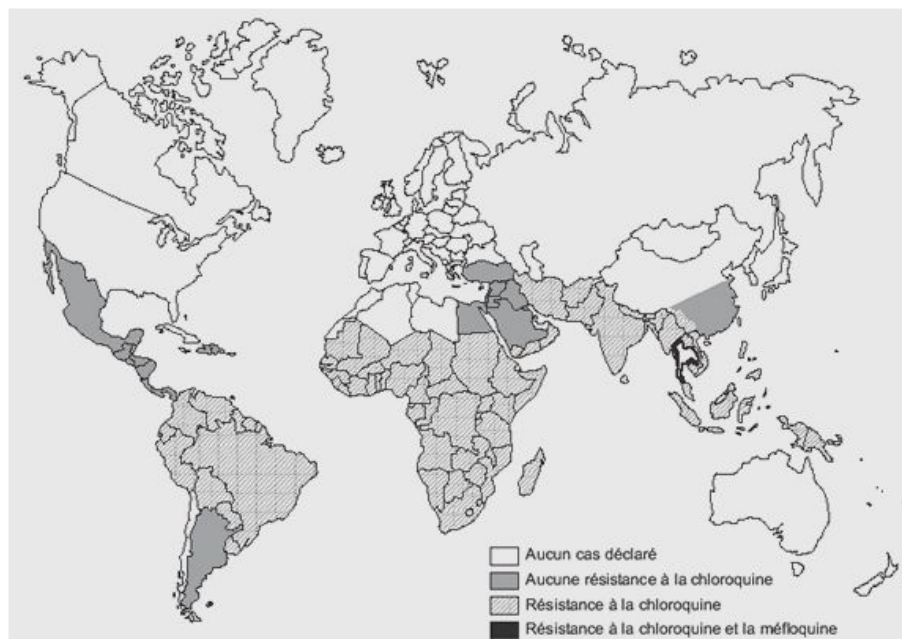 Aucun cas déclaré
Aucune résistance à la chloroquine
Résistance à la chloroquine
Résistance à la chloroquine et la méfloquine